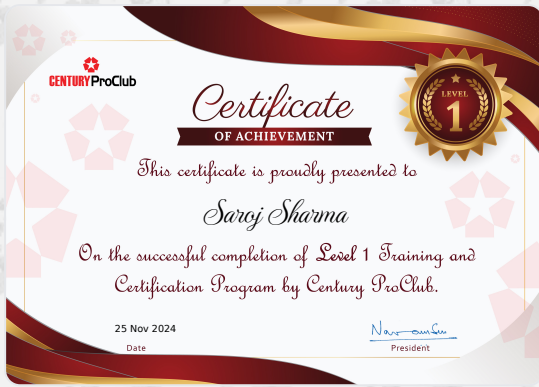 CENTURY ProClub
LEVEL
1
Certificate
OF ACHIEVEMENT
This certificate is proudly presented to
Saroj Sharma
On the successful completion of Level 1 Training and
Certification Program by Century ProClub.
25 Nov 2024
Date
President